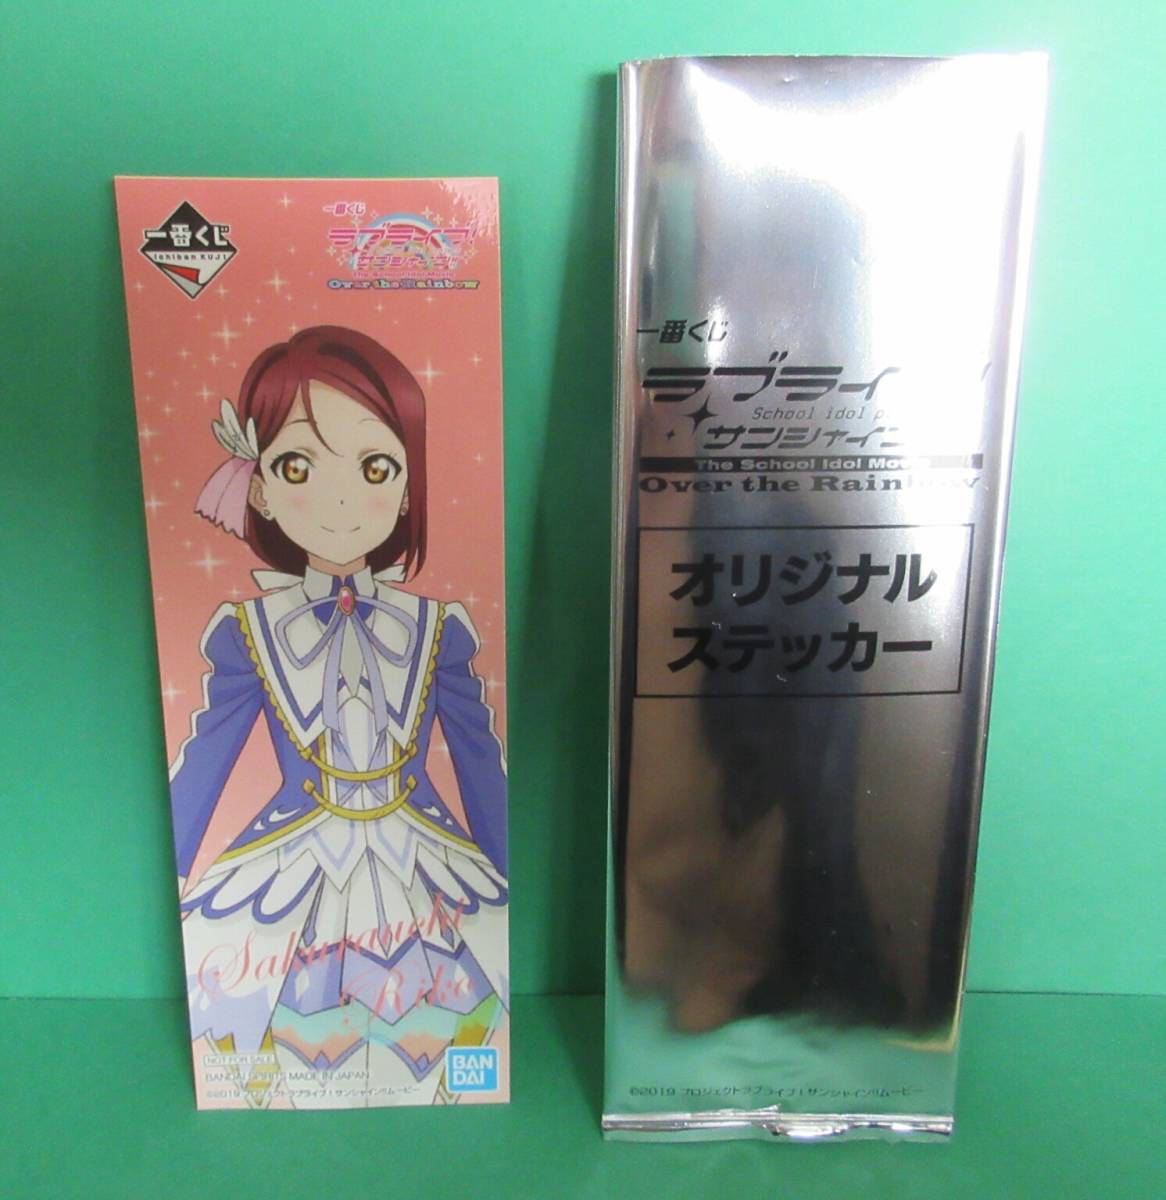 一番くじ
Ichiban KUJI
一番くじ
ラブライブ!
サンシャイン!!
The School Idol Movie
Over the Rainbow
Sakurauchi
Riko
NOT FOR SALE
BANDAI SPIRITS MADE IN JAPAN
©2019 プロジェクトラブライブ!サンシャイン!!ムービー
BAN
DAI
一番くじ
ラブライ
School idol p
サンシャイン
The School Idol Movie
Over the Rainbow
オリジナル
ステッカー
©2019 プロジェクトラブライブ!サンシャイン!!ムービー